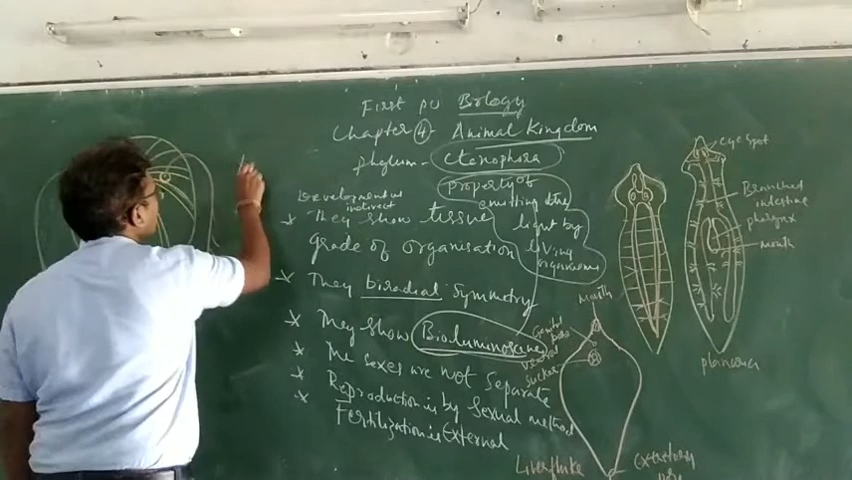 First PU Biology
Chapter 4 - Animal Kingdom
phylum - Ctenophora
property of
emitting the
light by
living
organisms
Development is
indirect
* They show tissue
grade of organisation
* They biradial symmetry
* They show Bioluminoscence
* The sexes are not separate
* Reproduction is by sexual method
* Fertilization is External
Mouth
Genital
pore
ventral
sucker
Liverfluke
Excretory
pore
eye spot
Branched
intestine
pharynx
mouth
planaria